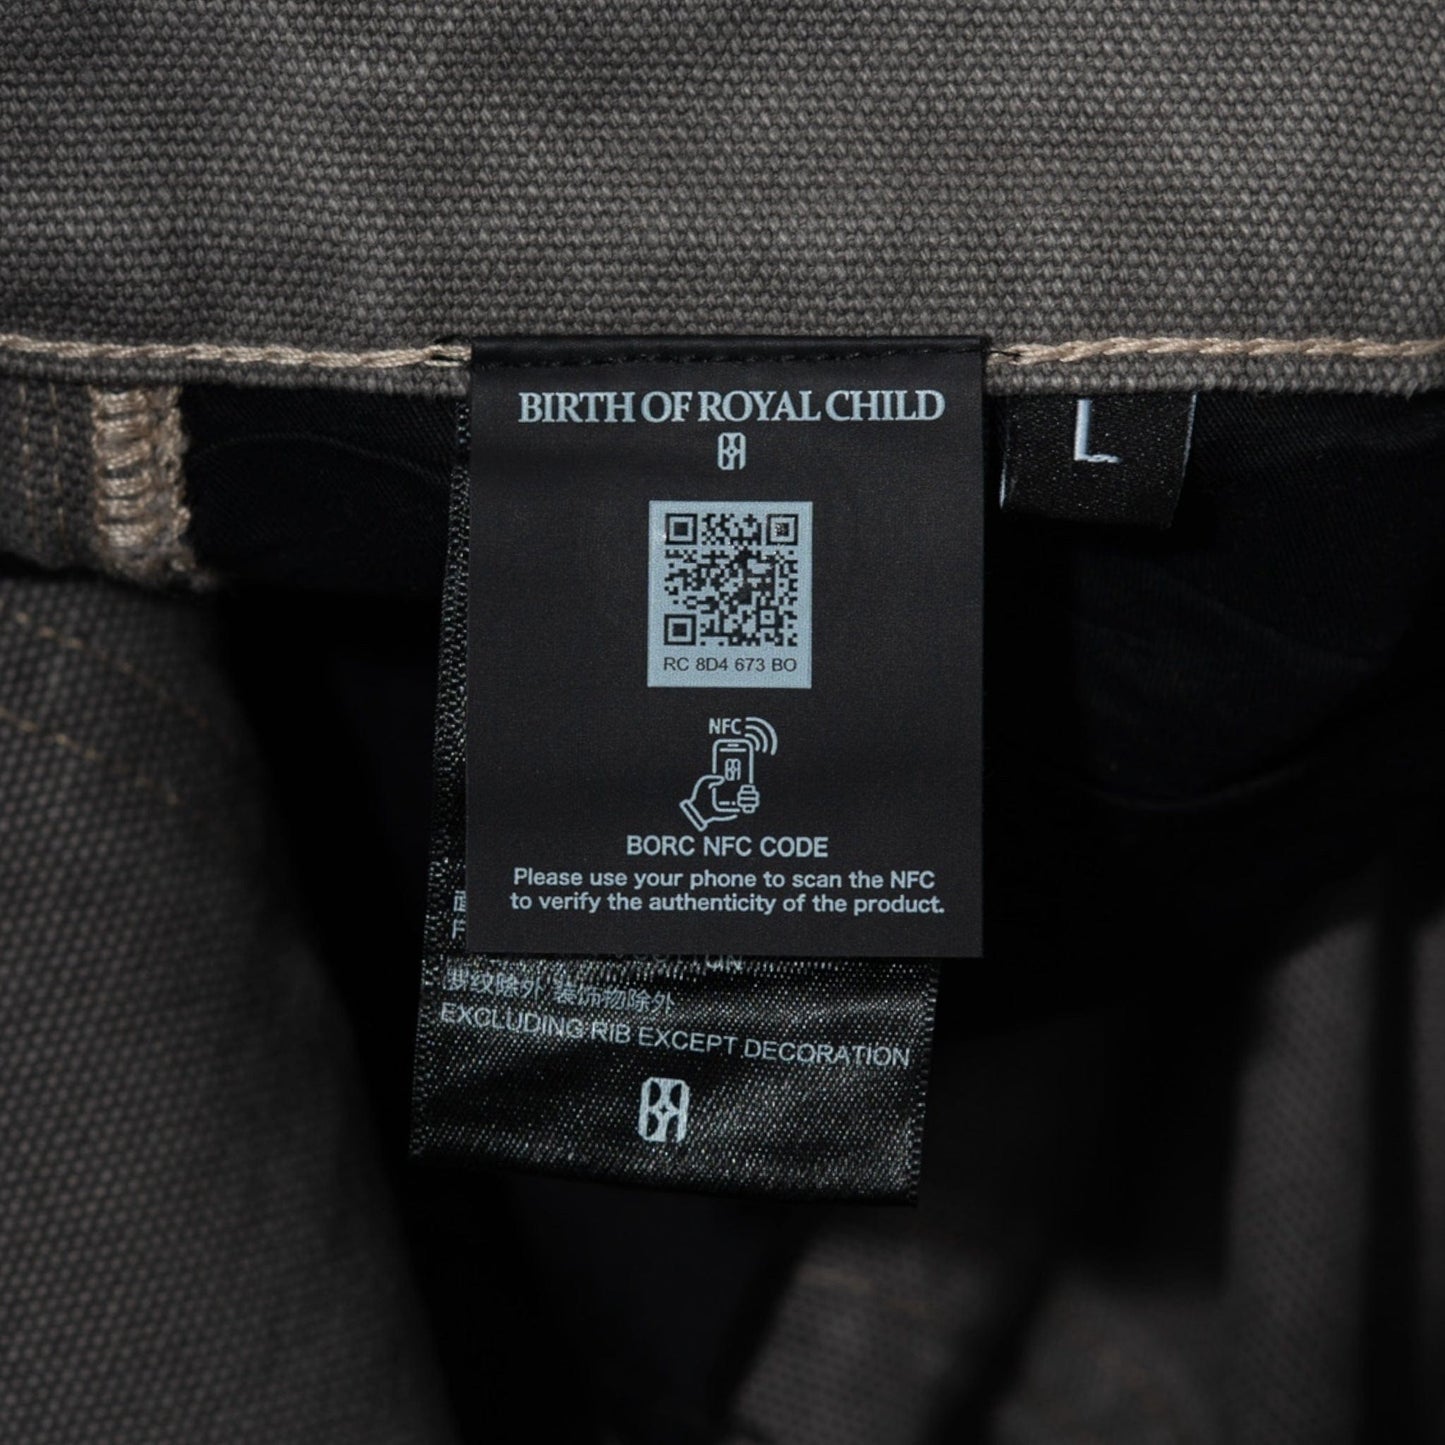 BIRTH OF ROYAL CHILD
L
RC 8D4 673 BO
NFC
BORC NFC CODE
Please use your phone to scan the NFC
to verify the authenticity of the product.
罗纹除外 装饰物除外
EXCLUDING RIB EXCEPT DECORATION